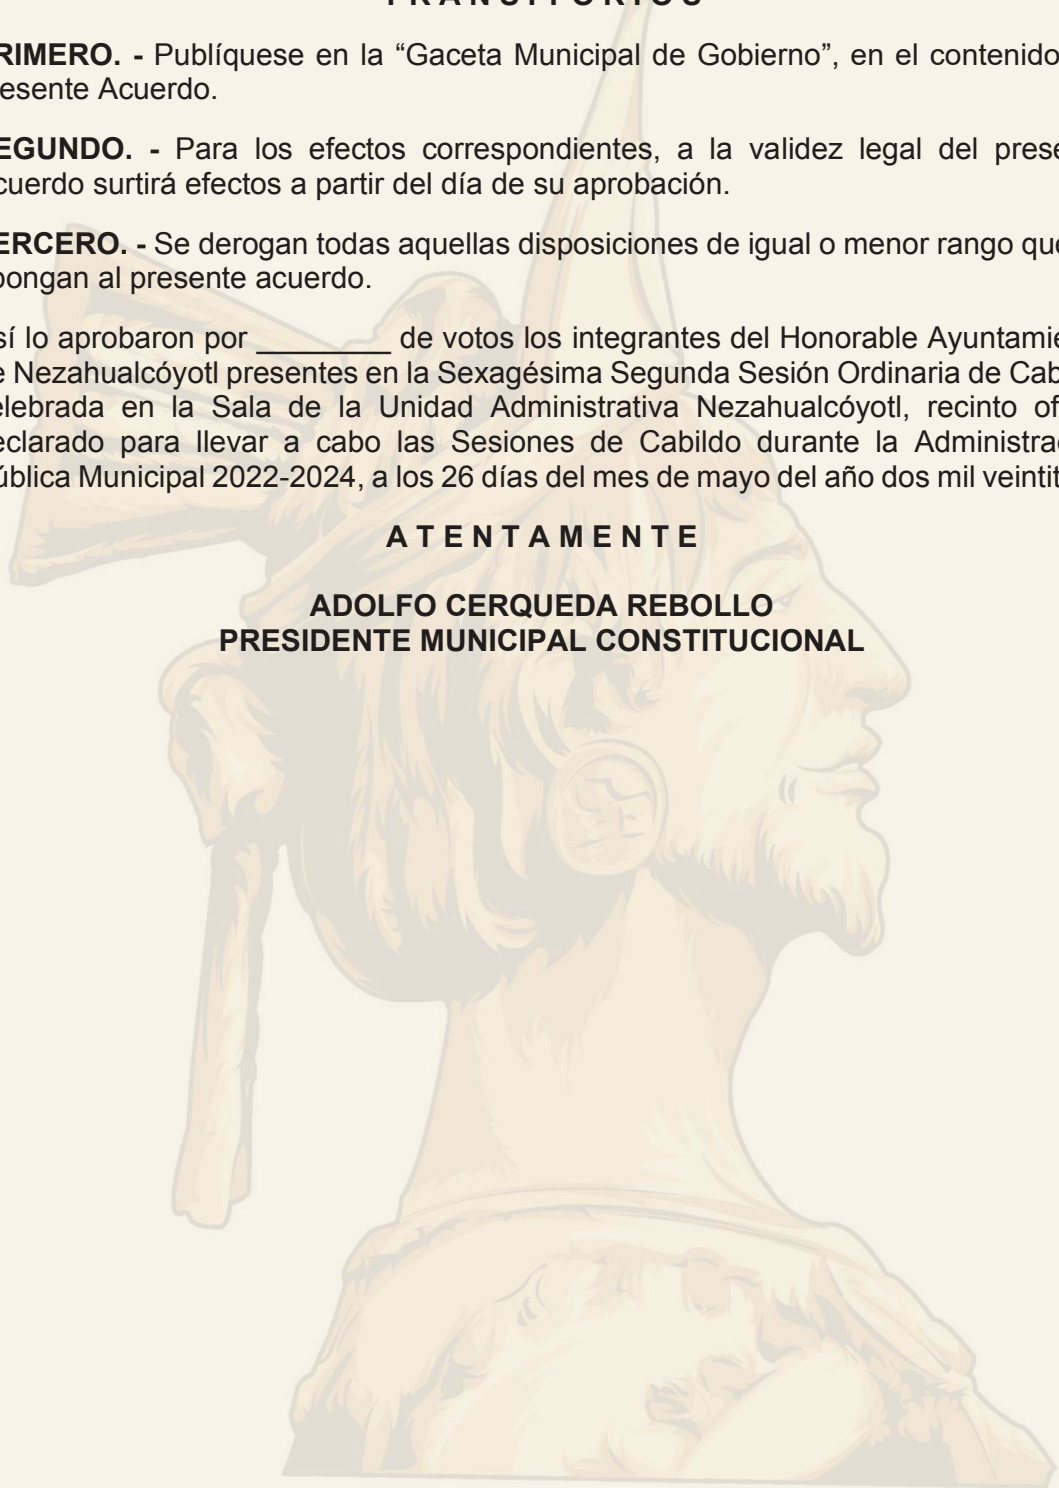 TRANSITORIOS
RIMERO. - Publíquese en la “Gaceta Municipal de Gobierno”, en el contenido
esente Acuerdo.
EGUNDO. - Para los efectos correspondientes, a la validez legal del prese
cuerdo surtirá efectos a partir del día de su aprobación.
ERCERO. - Se derogan todas aquellas disposiciones de igual o menor rango que
pongan al presente acuerdo.
sí lo aprobaron por ________ de votos los integrantes del Honorable Ayuntamie
e Nezahualcóyotl presentes en la Sexagésima Segunda Sesión Ordinaria de Cab
elebrada en la Sala de la Unidad Administrativa Nezahualcóyotl, recinto of
eclarado para llevar a cabo las Sesiones de Cabildo durante la Administrac
ública Municipal 2022-2024, a los 26 días del mes de mayo del año dos mil veintit
A T E N T A M E N T E
ADOLFO CERQUEDA REBOLLO
PRESIDENTE MUNICIPAL CONSTITUCIONAL